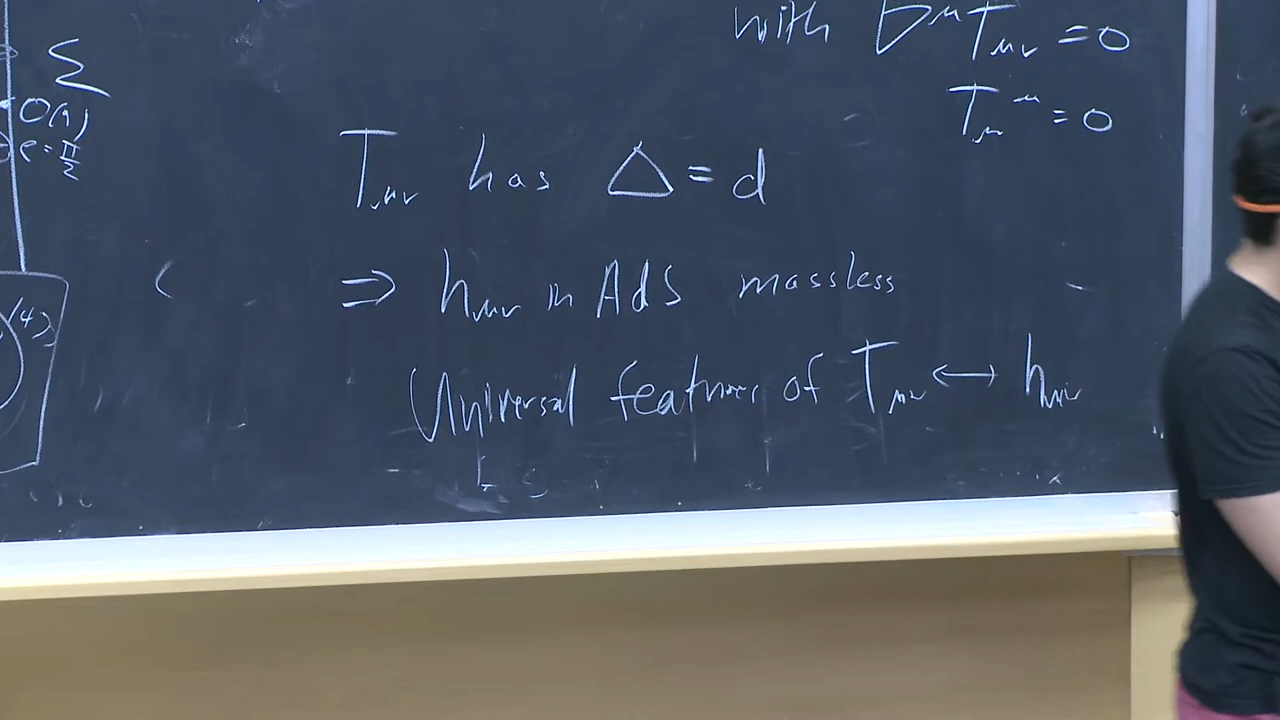 Σ
O(1)
ρ = π/2
with ∇^μ T_μν = 0
T_μ^μ = 0
T_μν has Δ = d
⇒ h_μν in AdS massless
Universal features of T_μν ↔ h_μν